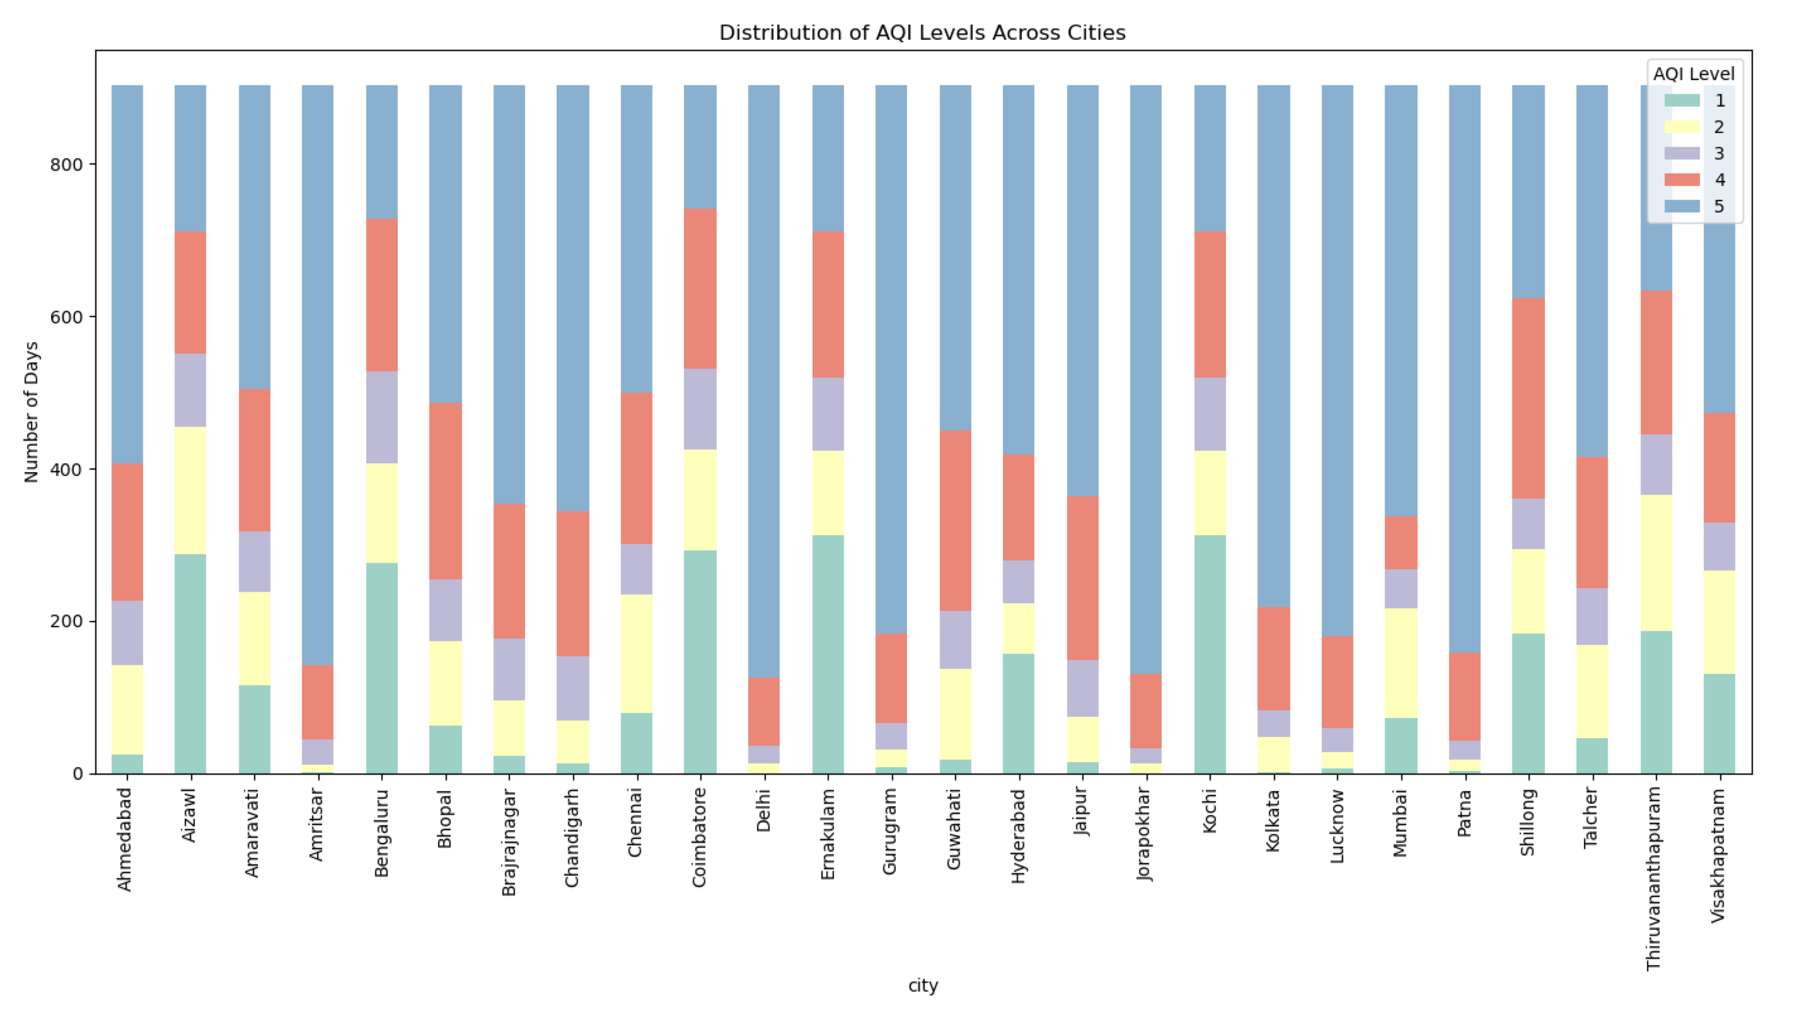 Distribution of AQI Levels Across Cities
AQI Level
1
2
3
4
5
Number of Days
800
600
400
200
0
Ahmedabad
Aizawl
Amaravati
Amritsar
Bengaluru
Bhopal
Brajrajnagar
Chandigarh
Chennai
Coimbatore
Delhi
Ernakulam
Gurugram
Guwahati
Hyderabad
Jaipur
Jorapokhar
Kochi
Kolkata
Lucknow
Mumbai
Patna
Shillong
Talcher
Thiruvananthapuram
Visakhapatnam
city